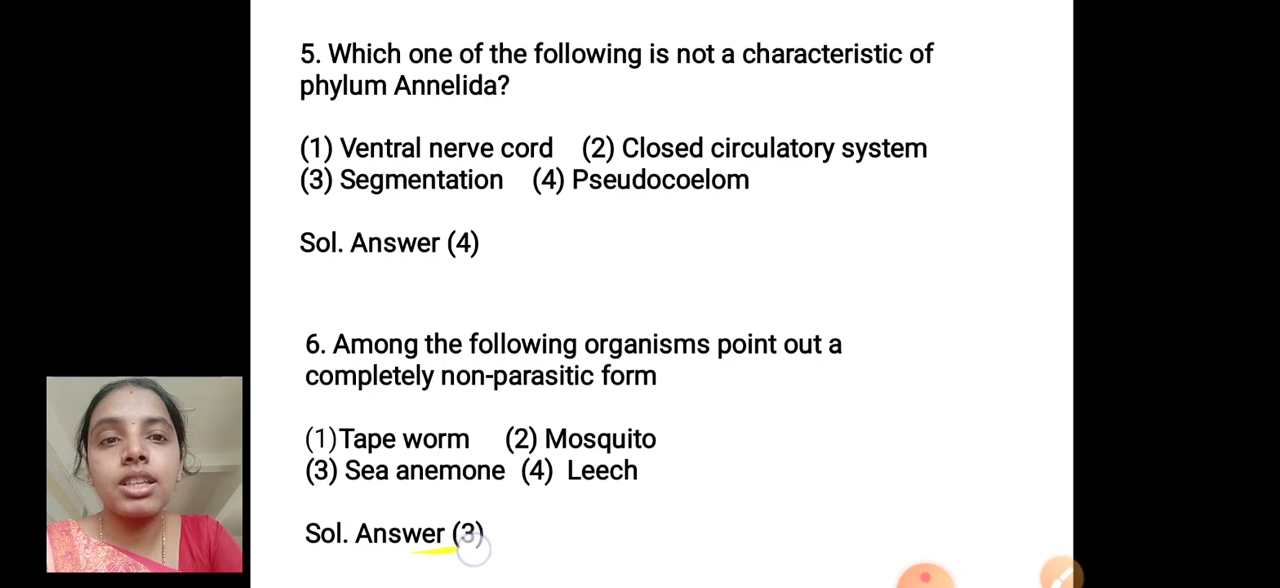 5. Which one of the following is not a characteristic of
phylum Annelida?
(1) Ventral nerve cord (2) Closed circulatory system
(3) Segmentation (4) Pseudocoelom
Sol. Answer (4)
6. Among the following organisms point out a
completely non-parasitic form
(1)Tape worm (2) Mosquito
(3) Sea anemone (4) Leech
Sol. Answer (3)